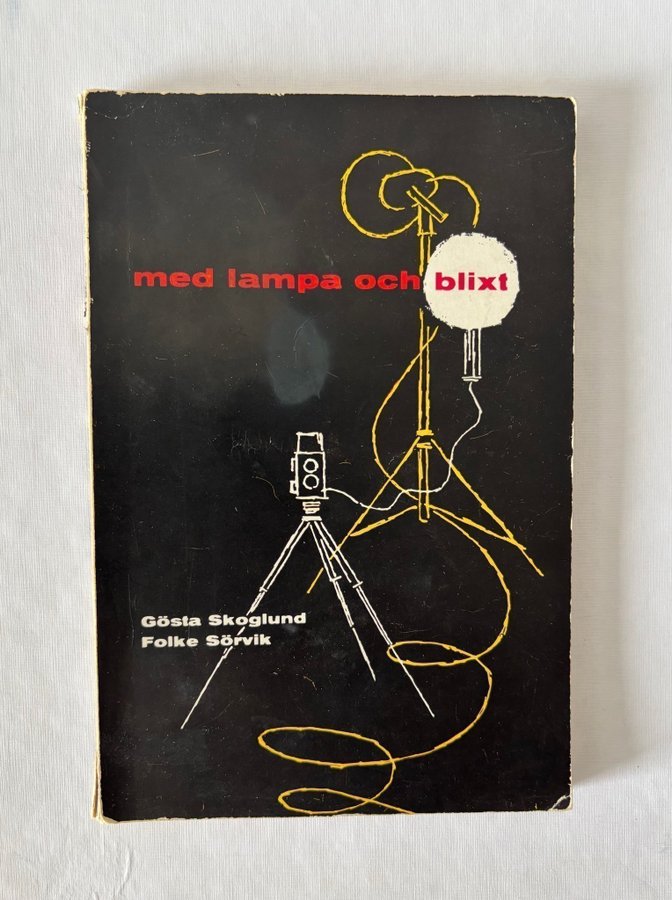 med lampa och blixt
Gösta Skoglund
Folke Sörvik